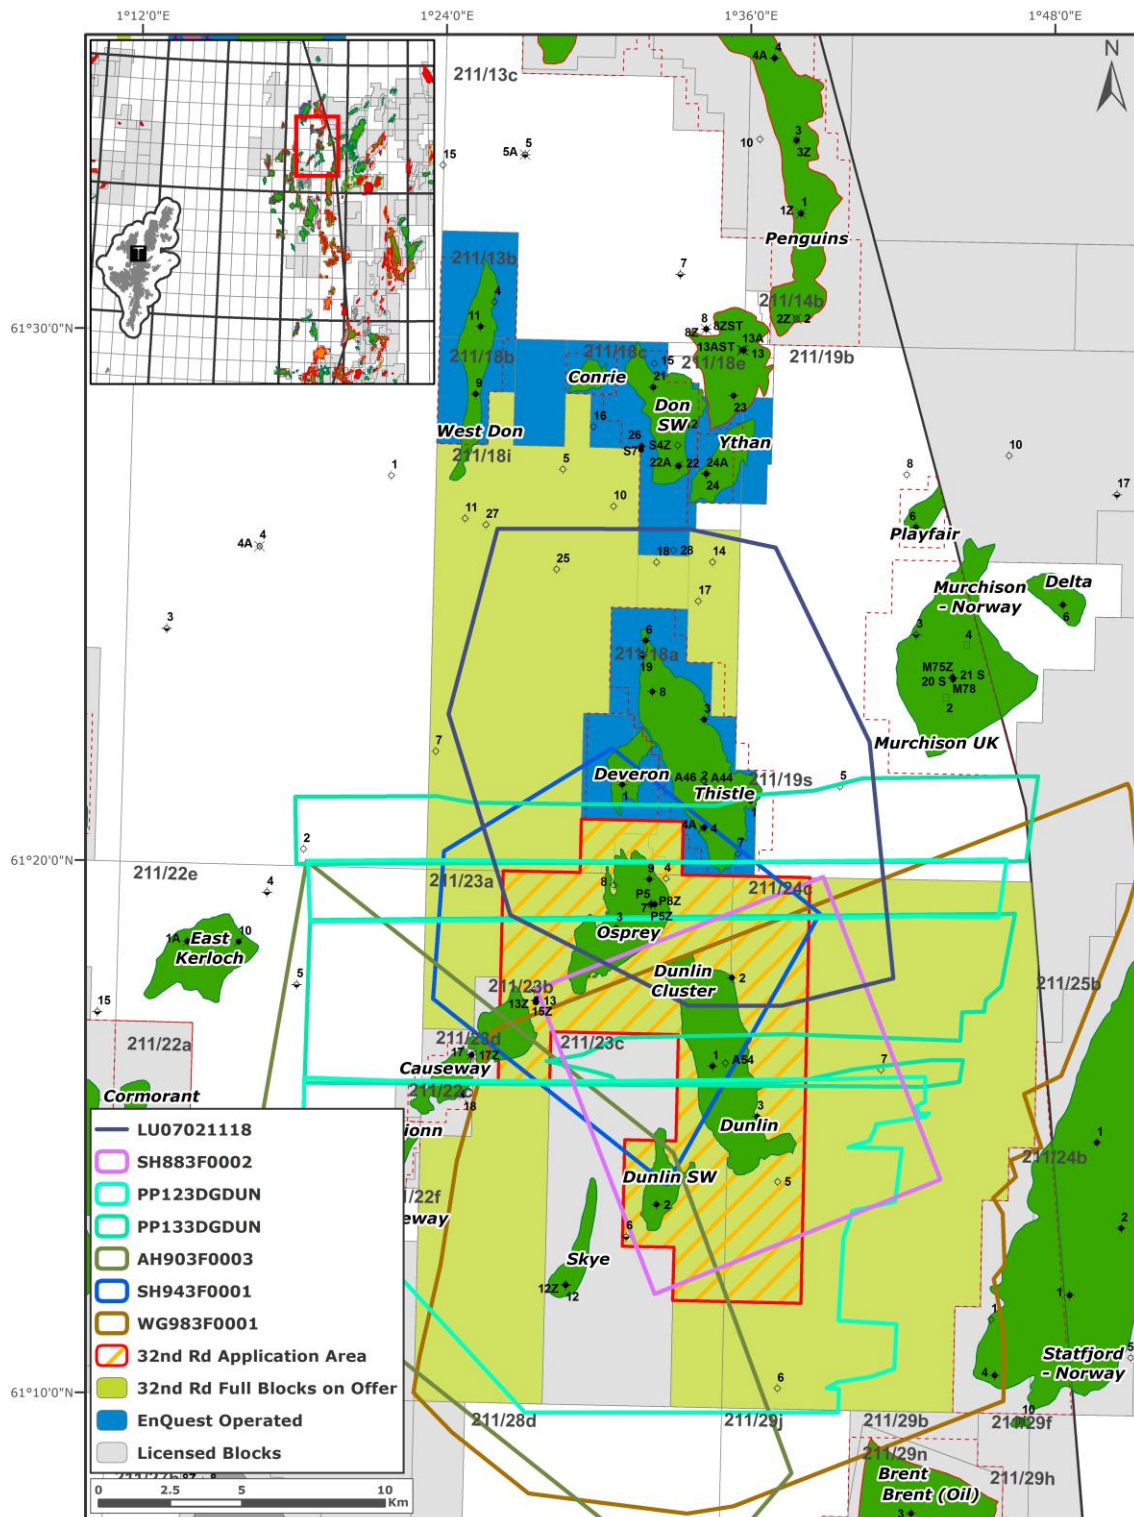 1°12'0"E 1°24'0"E 1°36'0"E 1°48'0"E
N
T
211/13c
4A 4
10
3
3Z
5
5A
15
1
1Z
Penguins
7
211/13b
4
211/14b
2Z 2
61°30'0"N
11
8
8Z 8ZST
13A
13AST 13
211/18b
211/18c
15
211/18e
211/19b
Conrie
21
9
23
Don
SW
2
16
West Don
26
S7
S4Z
Ythan
211/18i
22A 22
24A
24
1
5
10
8
10
17
11 27
6
Playfair
4A 4
25
18 28
14
17
Murchison
- Norway
Delta
6
3
6
211/18a
19
3
4
8
M75Z
20 S
21 S
M78
2
3
7
Murchison UK
Deveron
1
A46 2 A44
Thistle
211/19s
5
1
4A 4
7
2
61°20'0"N
211/22e
4
211/23a
8
9
4
P5
7
P8Z
P5Z
211/24c
1A
10
East
Kerloch
3
Osprey
5
Dunlin
Cluster
2
211/23b
13Z
13
15Z
211/25b
15
211/22a
211/23d
17
17Z
Causeway
211/23c
1
A54
7
Cormorant
211/22c
18
3
Dunlin
ionn
1
211/24b
1/22f
eway
Dunlin SW
2
5
6
2
Skye
12Z
12
1
1
Statfjord
- Norway
5
4
61°10'0"N
6
10
211/28d
211/29j
211/29b
211/29f
211/29n
211/29h
Brent
Brent (Oil)
3
LU07021118
SH883F0002
PP123DGDUN
PP133DGDUN
AH903F0003
SH943F0001
WG983F0001
32nd Rd Application Area
32nd Rd Full Blocks on Offer
EnQuest Operated
Licensed Blocks
0 2.5 5 10
Km